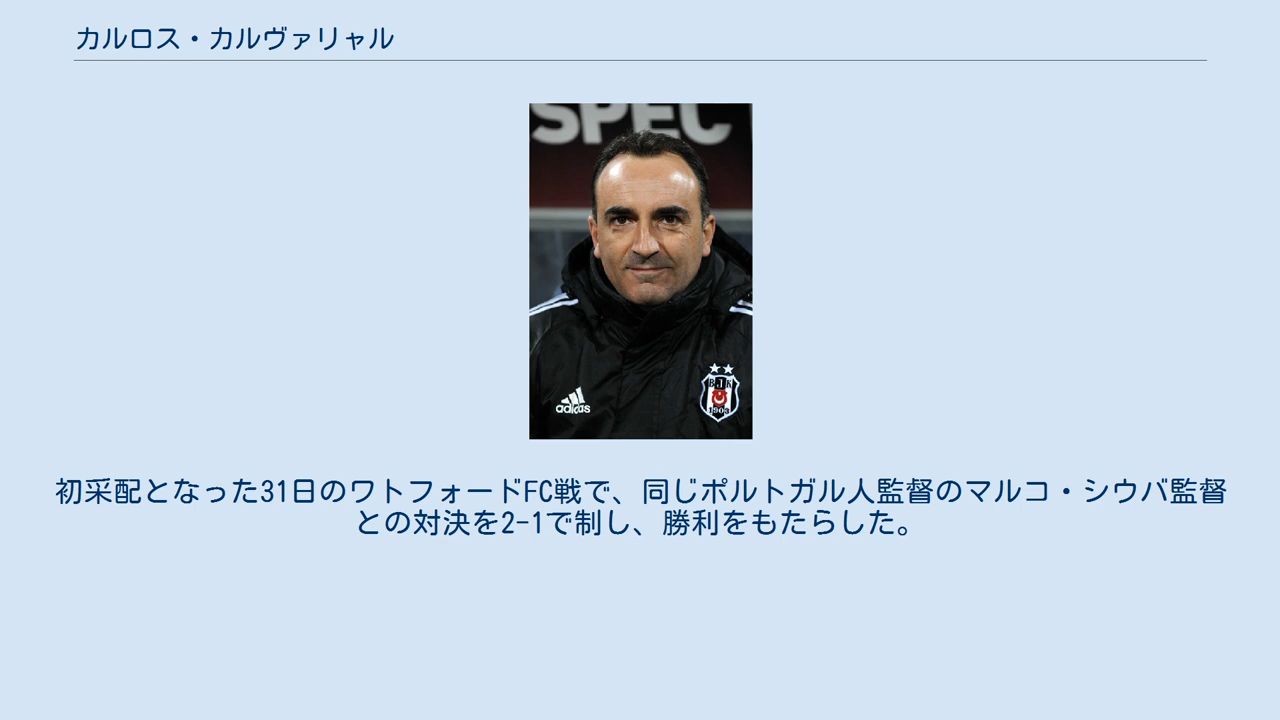 カルロス・カルヴァリャル
SPEC
adidas
BJK
1903
初采配となった31日のワトフォードFC戦で、同じポルトガル人監督のマルコ・シウバ監督
との対決を2-1で制し、勝利をもたらした。